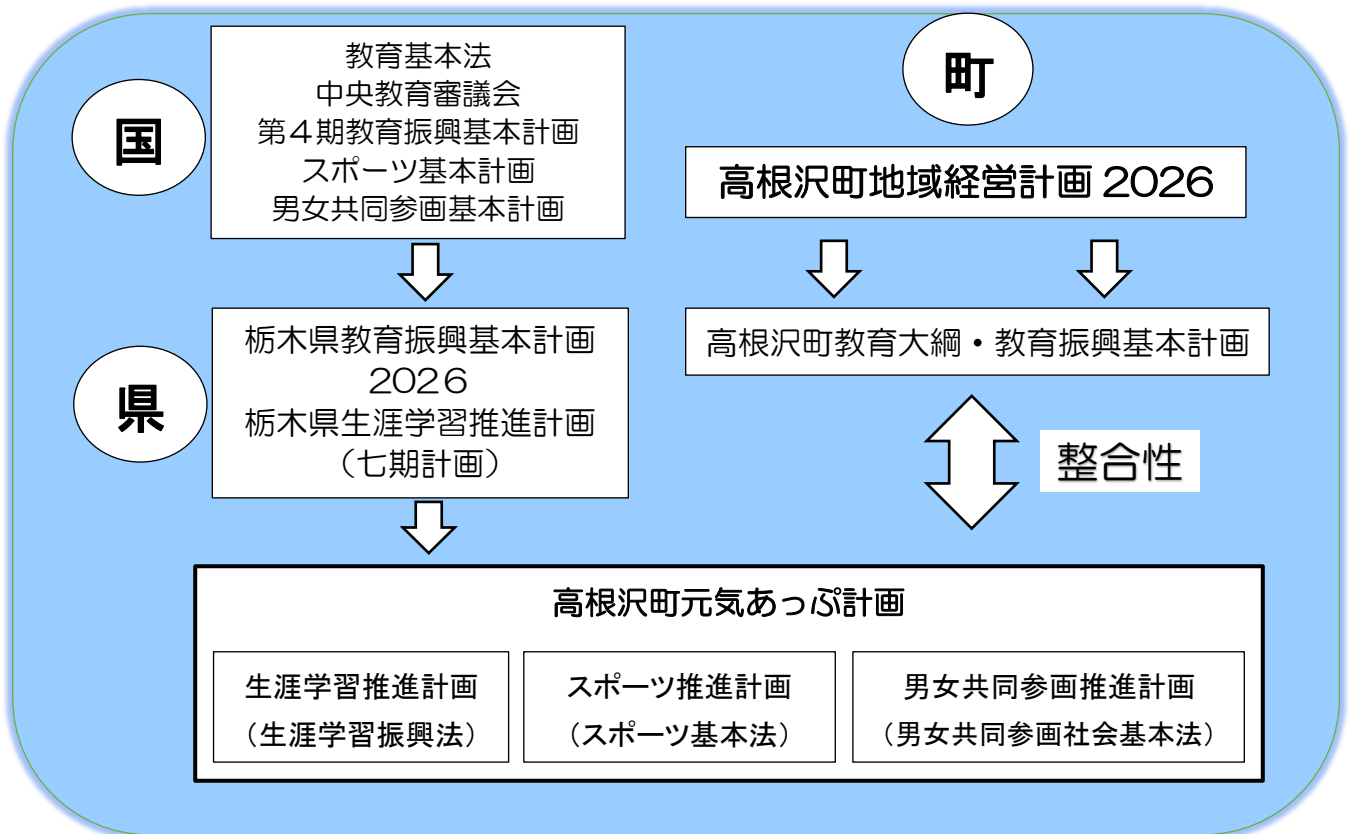 国
教育基本法
中央教育審議会
第４期教育振興基本計画
スポーツ基本計画
男女共同参画基本計画
県
栃木県教育振興基本計画
２０２６
栃木県生涯学習推進計画
（七期計画）
町
高根沢町地域経営計画 2026
高根沢町教育大綱・教育振興基本計画
整合性
高根沢町元気あっぷ計画
生涯学習推進計画
（生涯学習振興法）
スポーツ推進計画
（スポーツ基本法）
男女共同参画推進計画
（男女共同参画社会基本法）